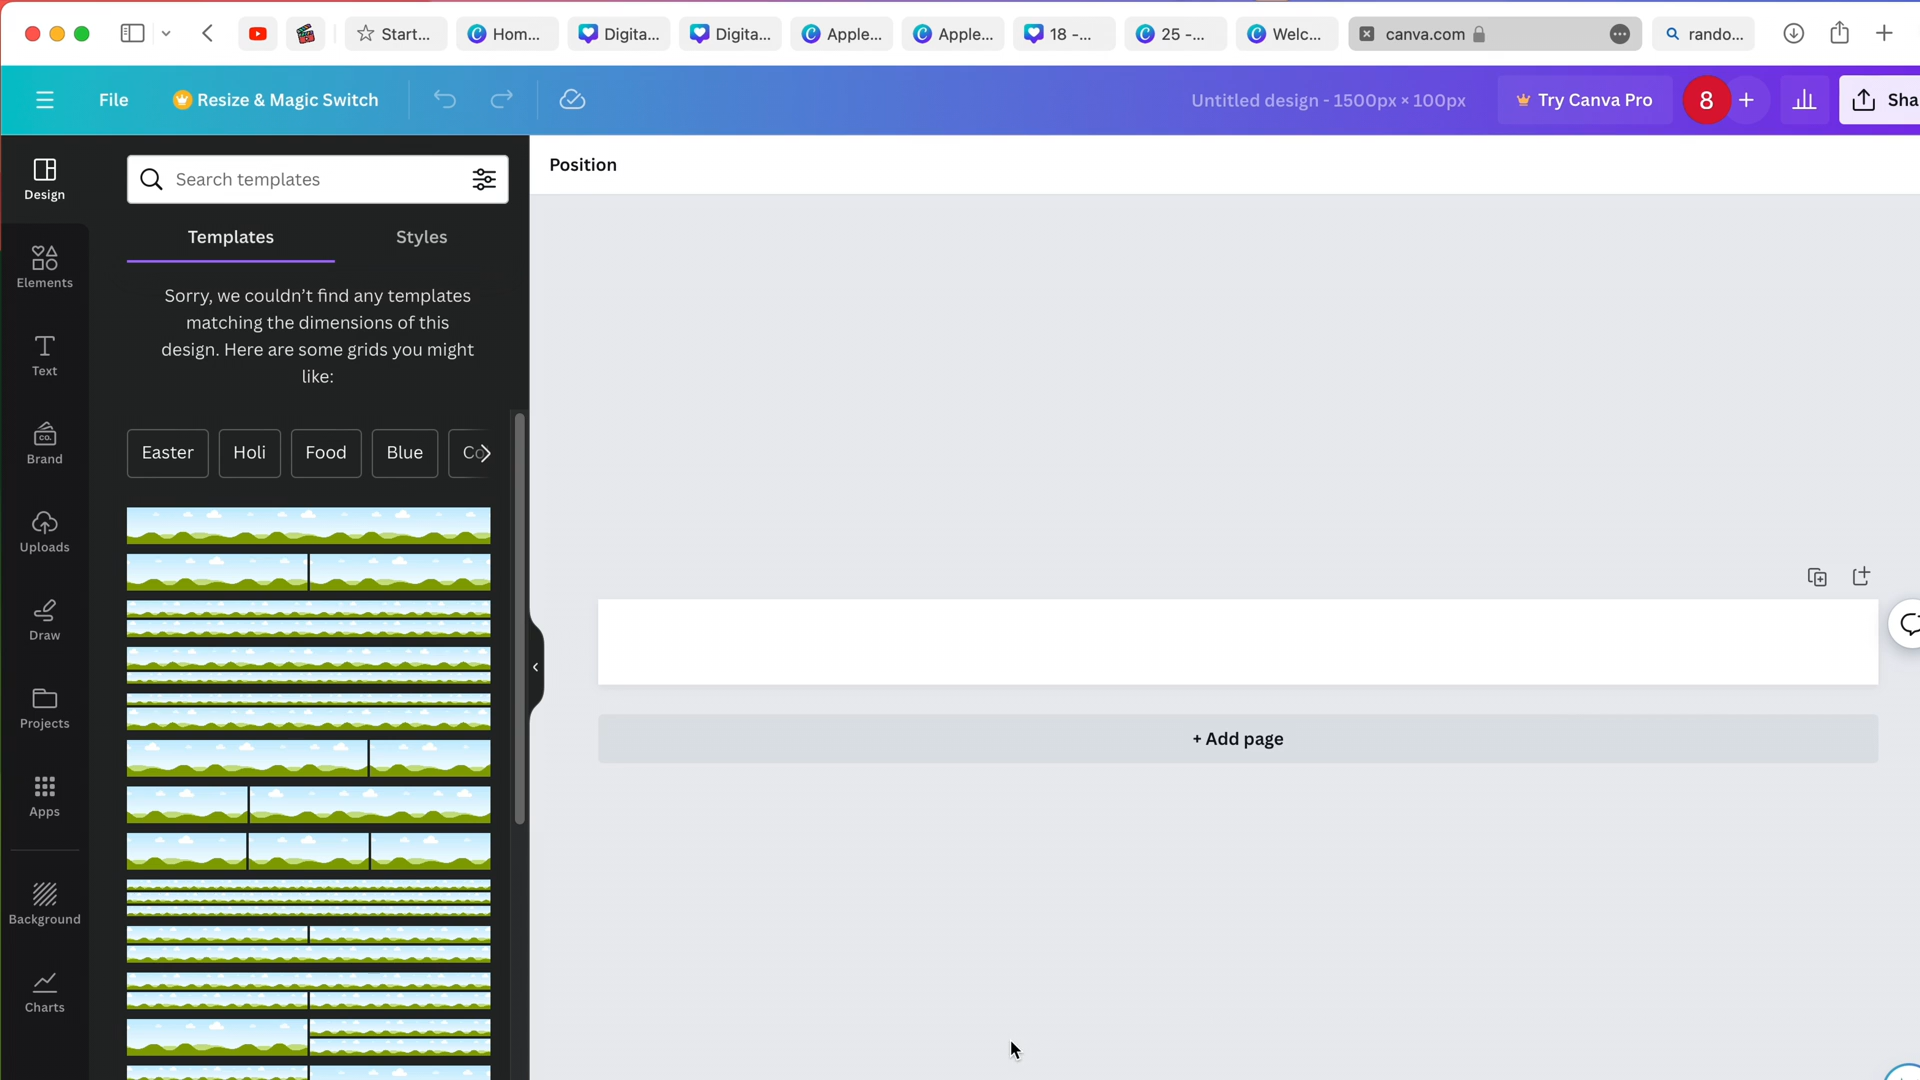 Start...
Hom...
Digita...
Digita...
Apple...
Apple...
18 -...
25 -...
Welc...
canva.com
rando...
File
Resize & Magic Switch
Untitled design - 1500px × 100px
Try Canva Pro
8
Sha
Design
Search templates
Position
Templates
Styles
Elements
Sorry, we couldn’t find any templates
matching the dimensions of this
design. Here are some grids you might
like:
Text
Brand
CO.
Easter
Holi
Food
Blue
Co
Uploads
Draw
Projects
+ Add page
Apps
Background
Charts